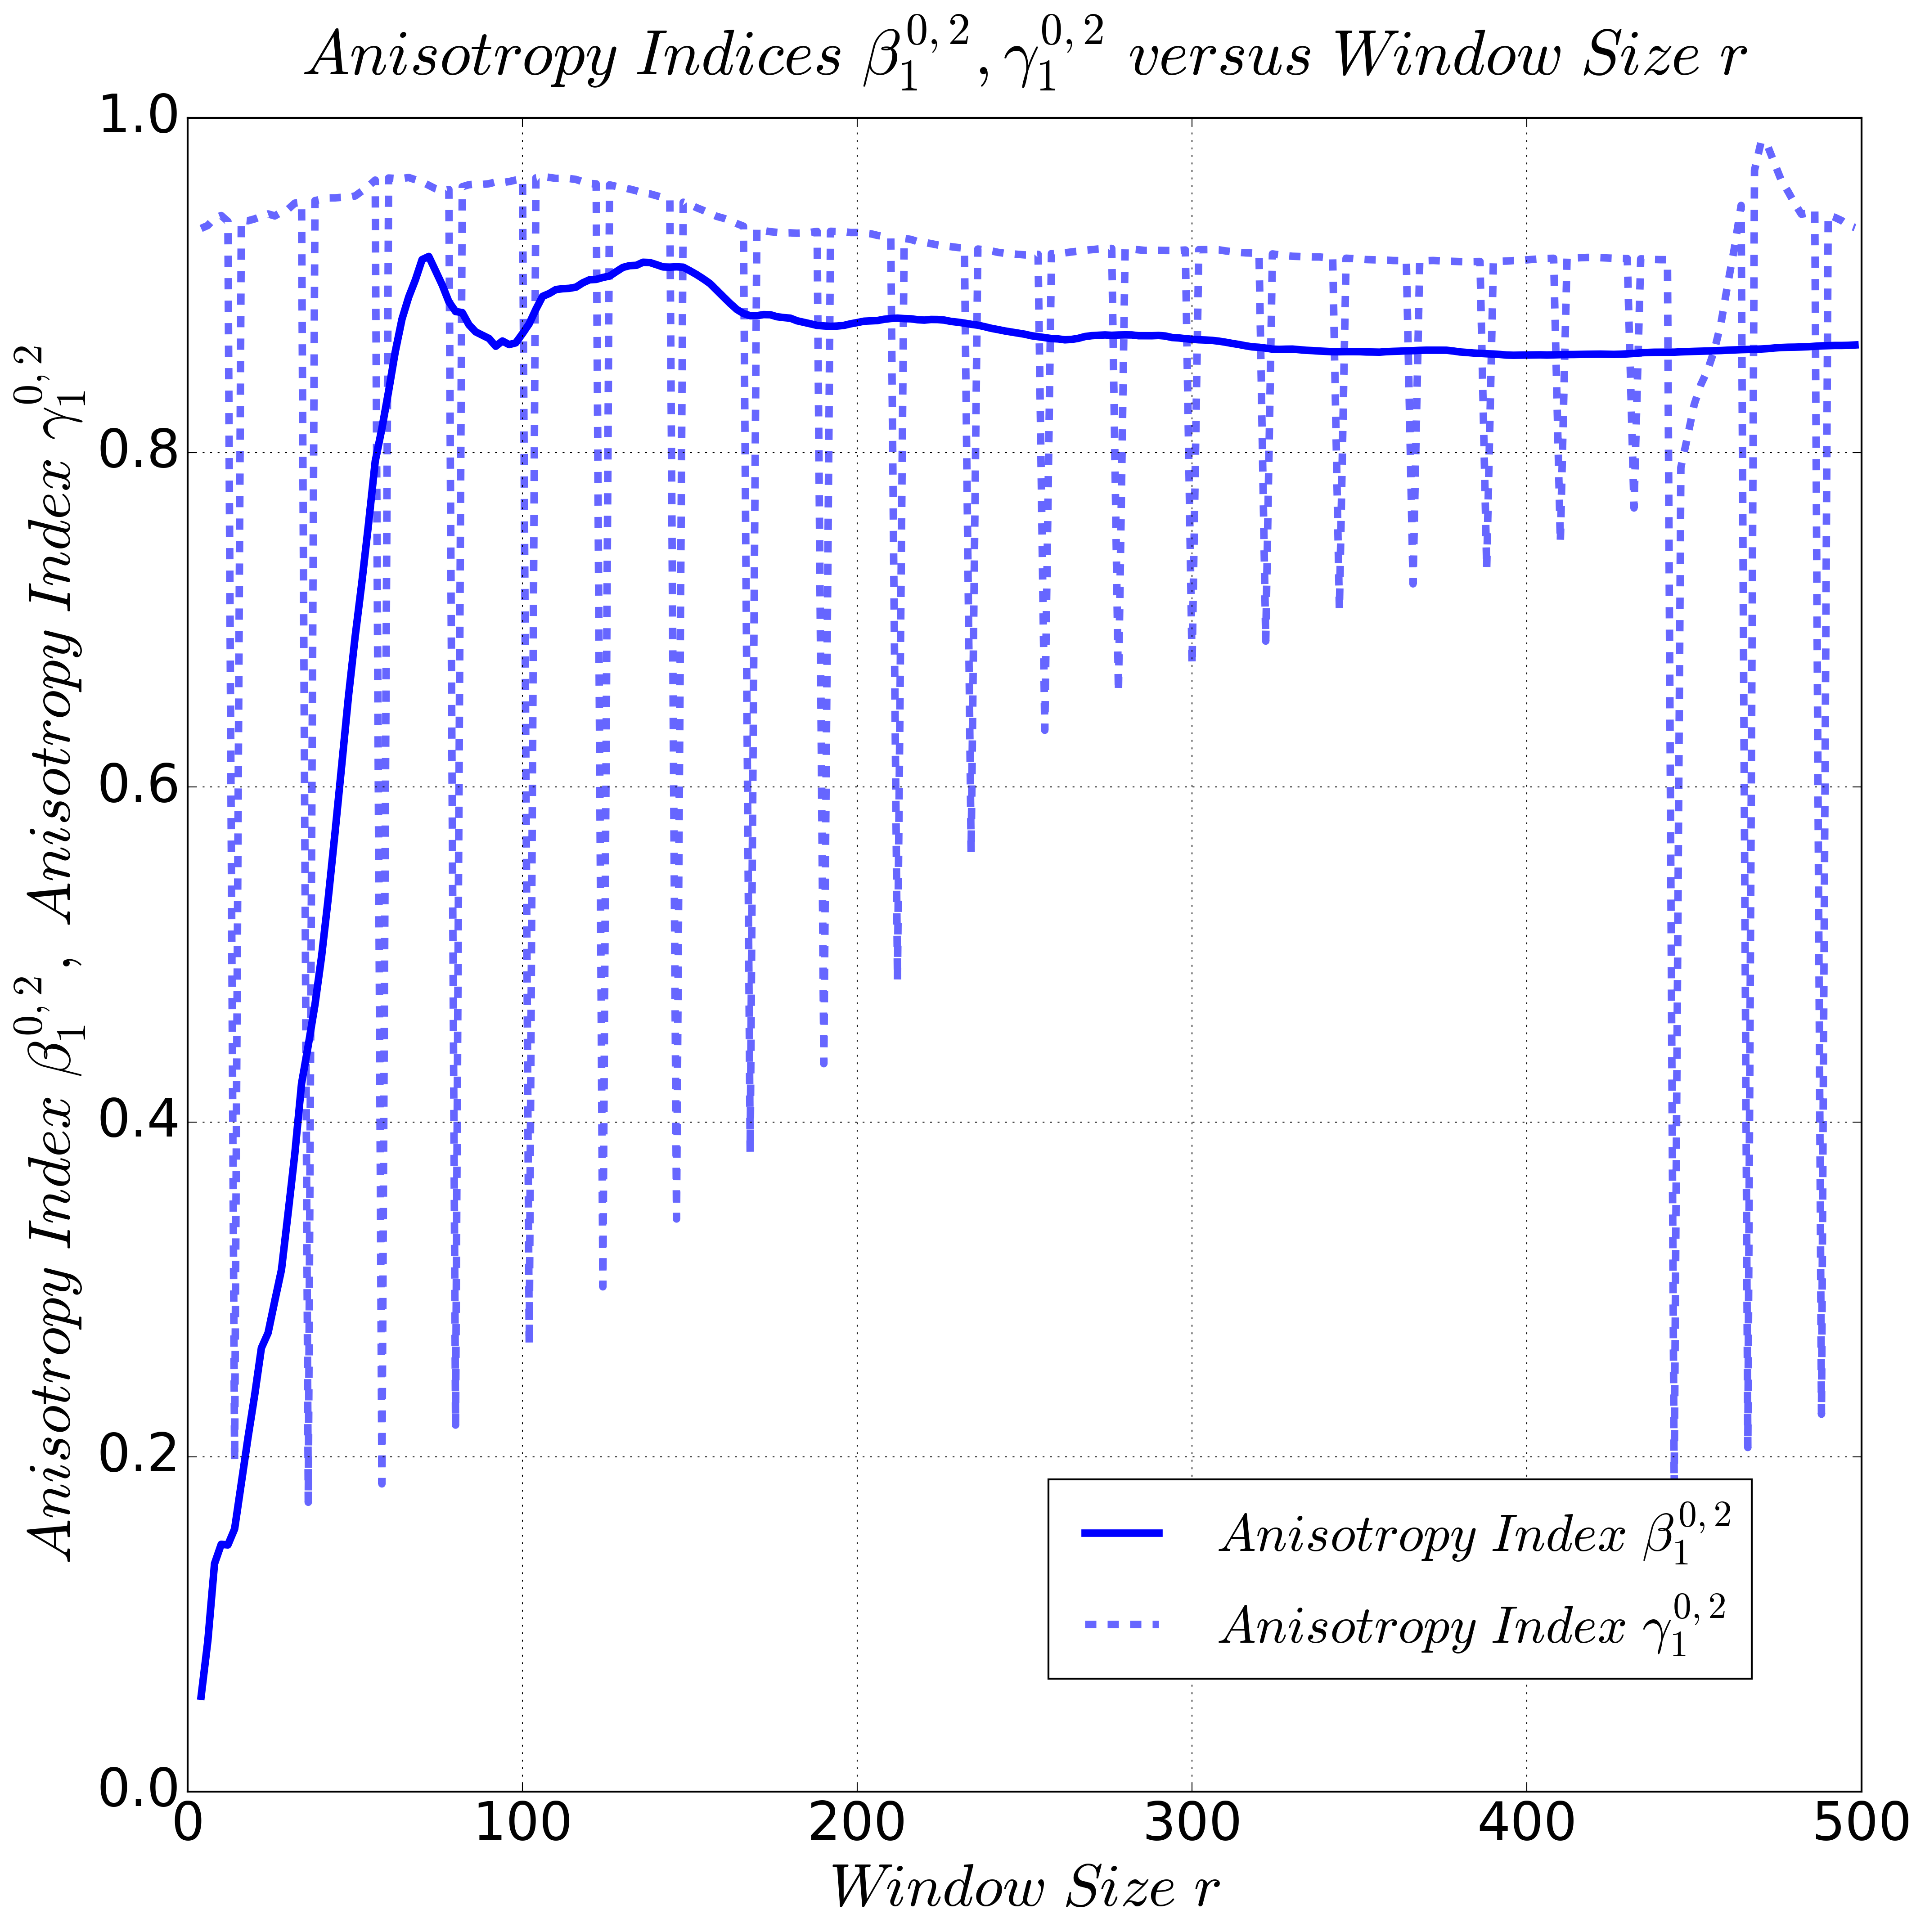 Anisotropy Indices β₁^{0,2}, γ₁^{0,2} versus Window Size r
Anisotropy Index β₁^{0,2}, Anisotropy Index γ₁^{0,2}
1.0
0.8
0.6
0.4
0.2
0.0
Anisotropy Index β₁^{0,2}
Anisotropy Index γ₁^{0,2}
0 100 200 300 400 500
Window Size r